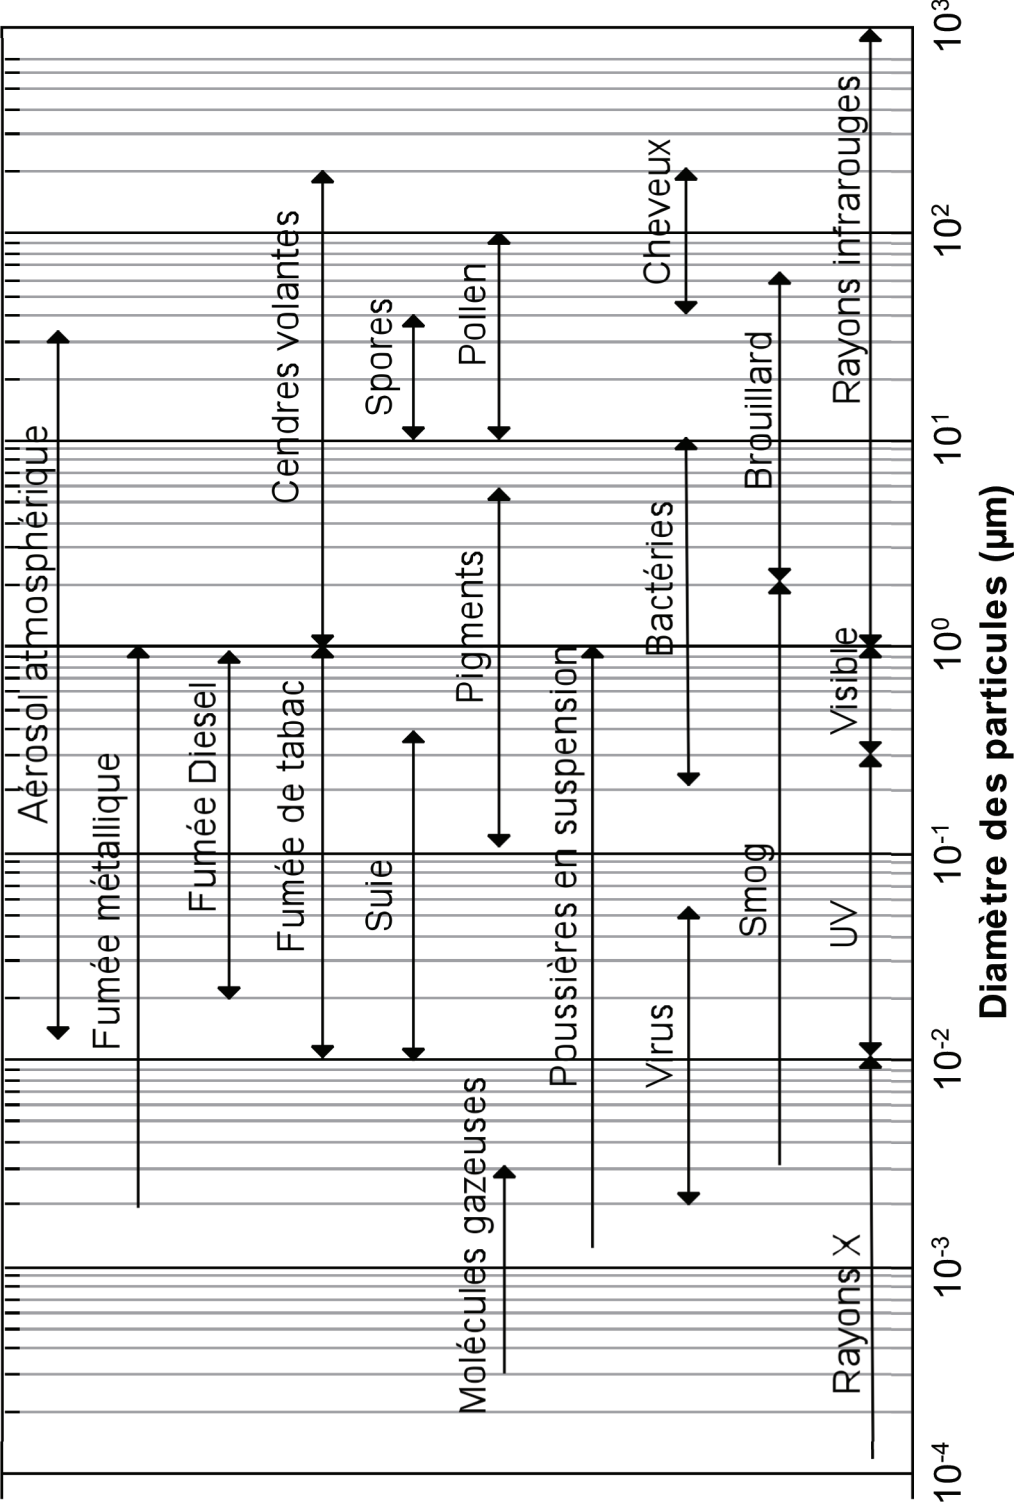 Aérosol atmosphérique
Fumée métallique
Fumée Diesel
Cendres volantes
Fumée de tabac
Spores
Suie
Pollen
Pigments
Molécules gazeuses
Poussières en suspension
Cheveux
Bactéries
Virus
Brouillard
Smog
Rayons infrarouges
Visible
UV
Rayons X
10-4 10-3 10-2 10-1 100 101 102 103
Diamètre des particules (µm)